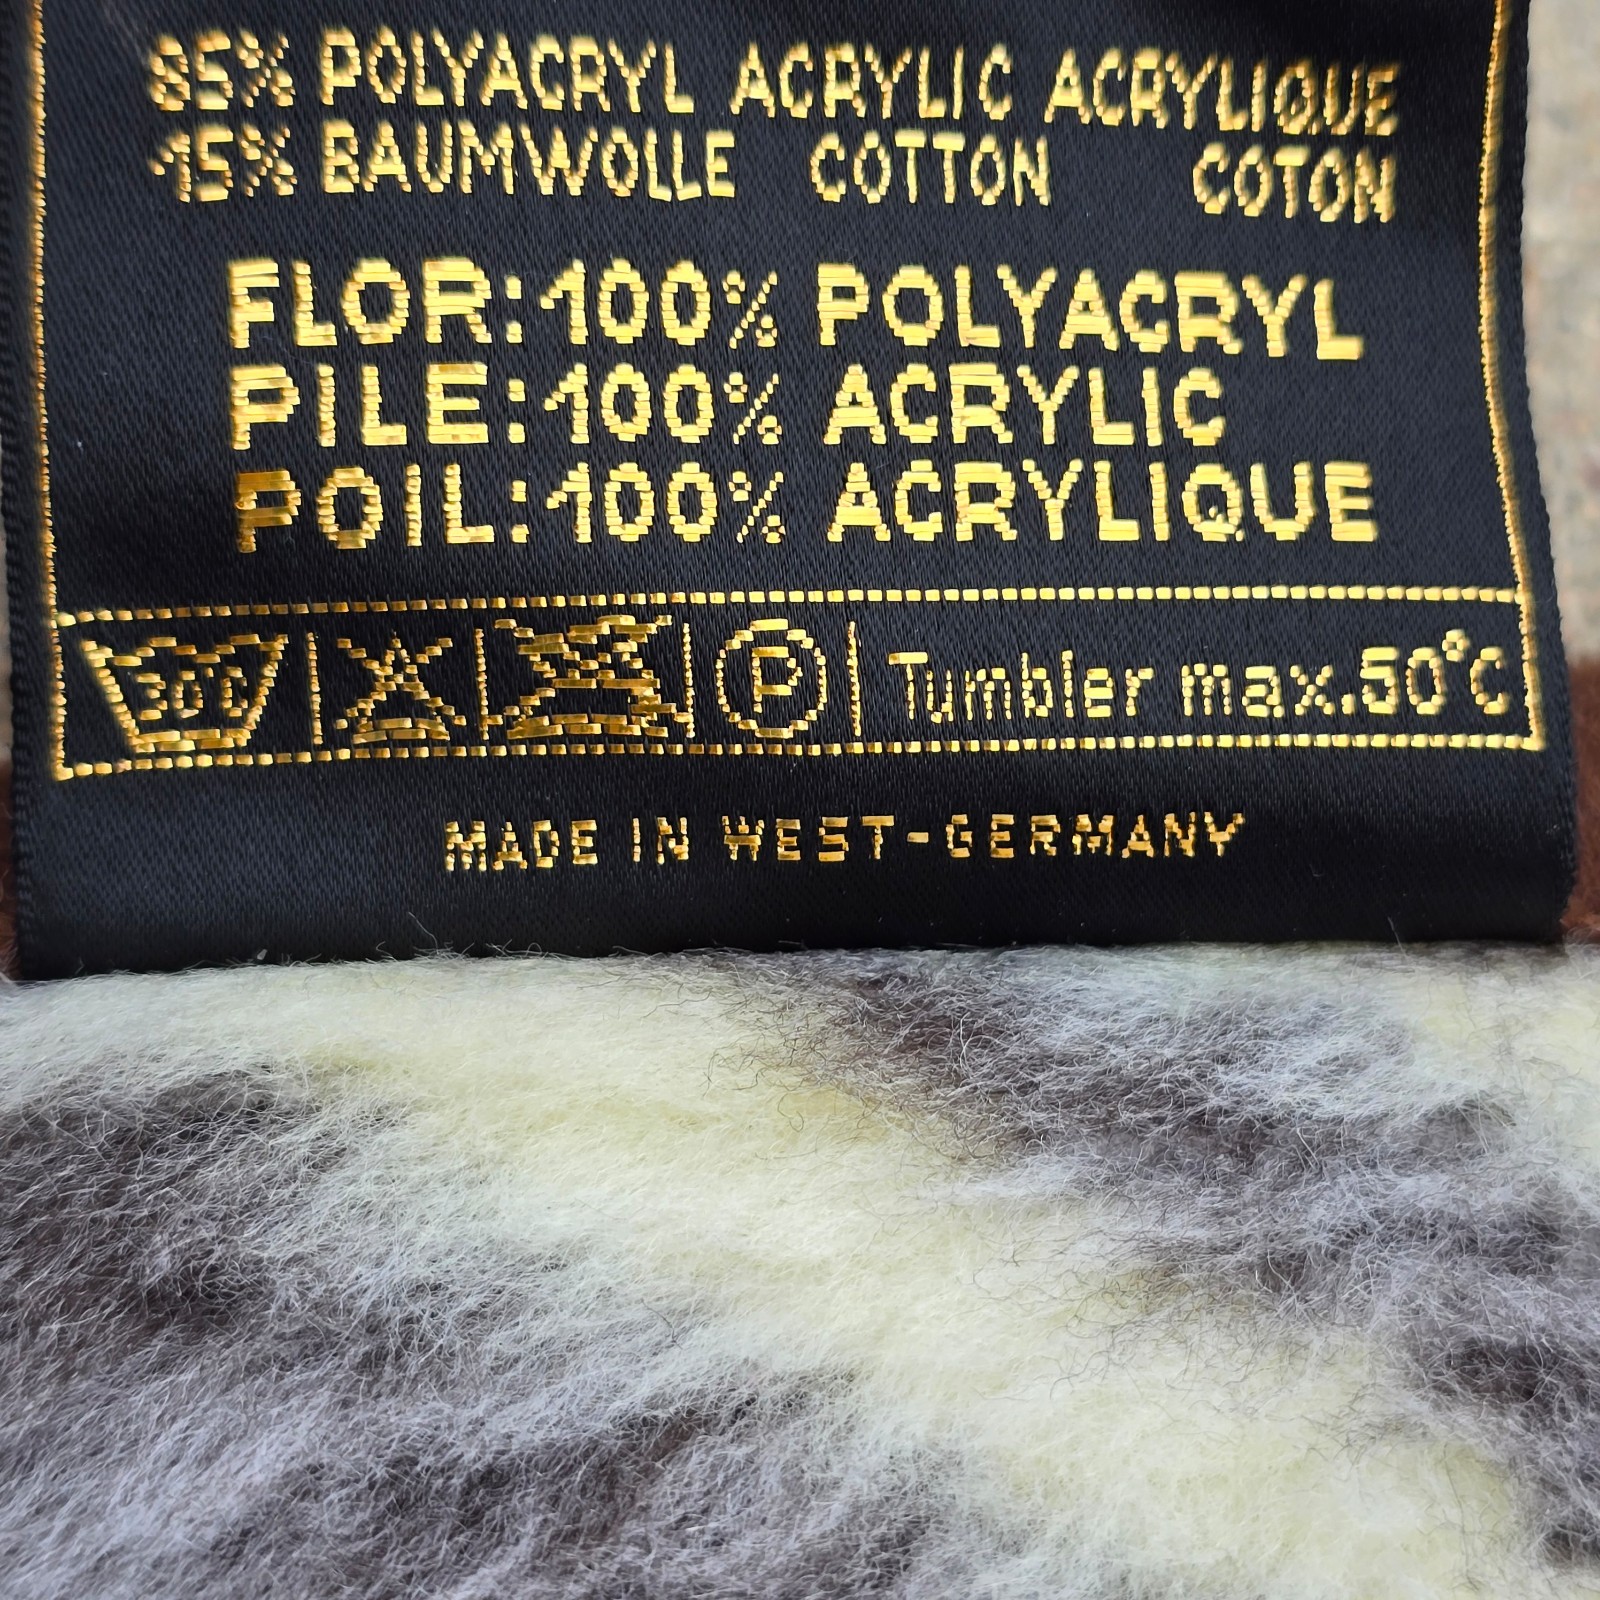 85% POLYACRYL ACRYLIC ACRYLIQUE
15% BAUMWOLLE COTTON COTON
FLOR:100% POLYACRYL
PILE:100% ACRYLIC
POIL:100% ACRYLIQUE
30°C P Tumbler max.50°C
MADE IN WEST-GERMANY